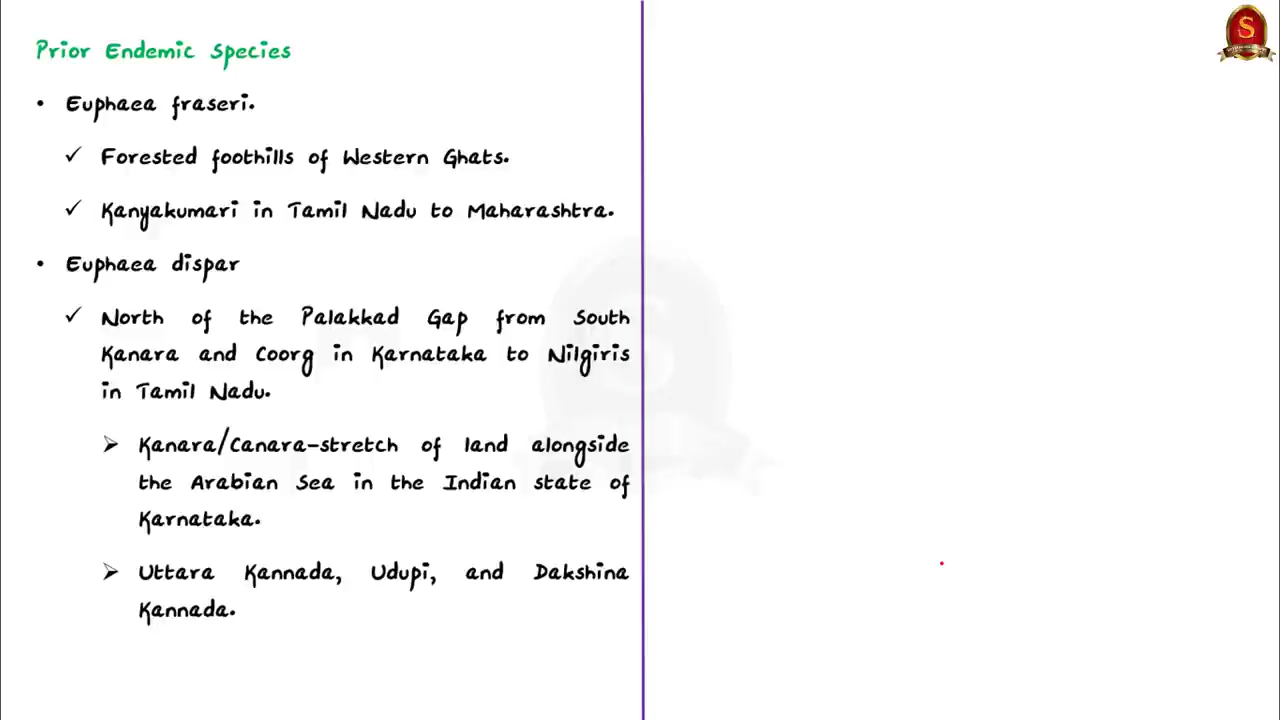 Prior Endemic Species
• Euphaea fraseri.
✓ Forested foothills of Western Ghats.
✓ Kanyakumari in Tamil Nadu to Maharashtra.
• Euphaea dispar
✓ North of the Palakkad Gap from South
Kanara and Coorg in Karnataka to Nilgiris
in Tamil Nadu.
➢ Kanara/Canara-stretch of land alongside
the Arabian Sea in the Indian state of
Karnataka.
➢ Uttara Kannada, Udupi, and Dakshina
Kannada.
S